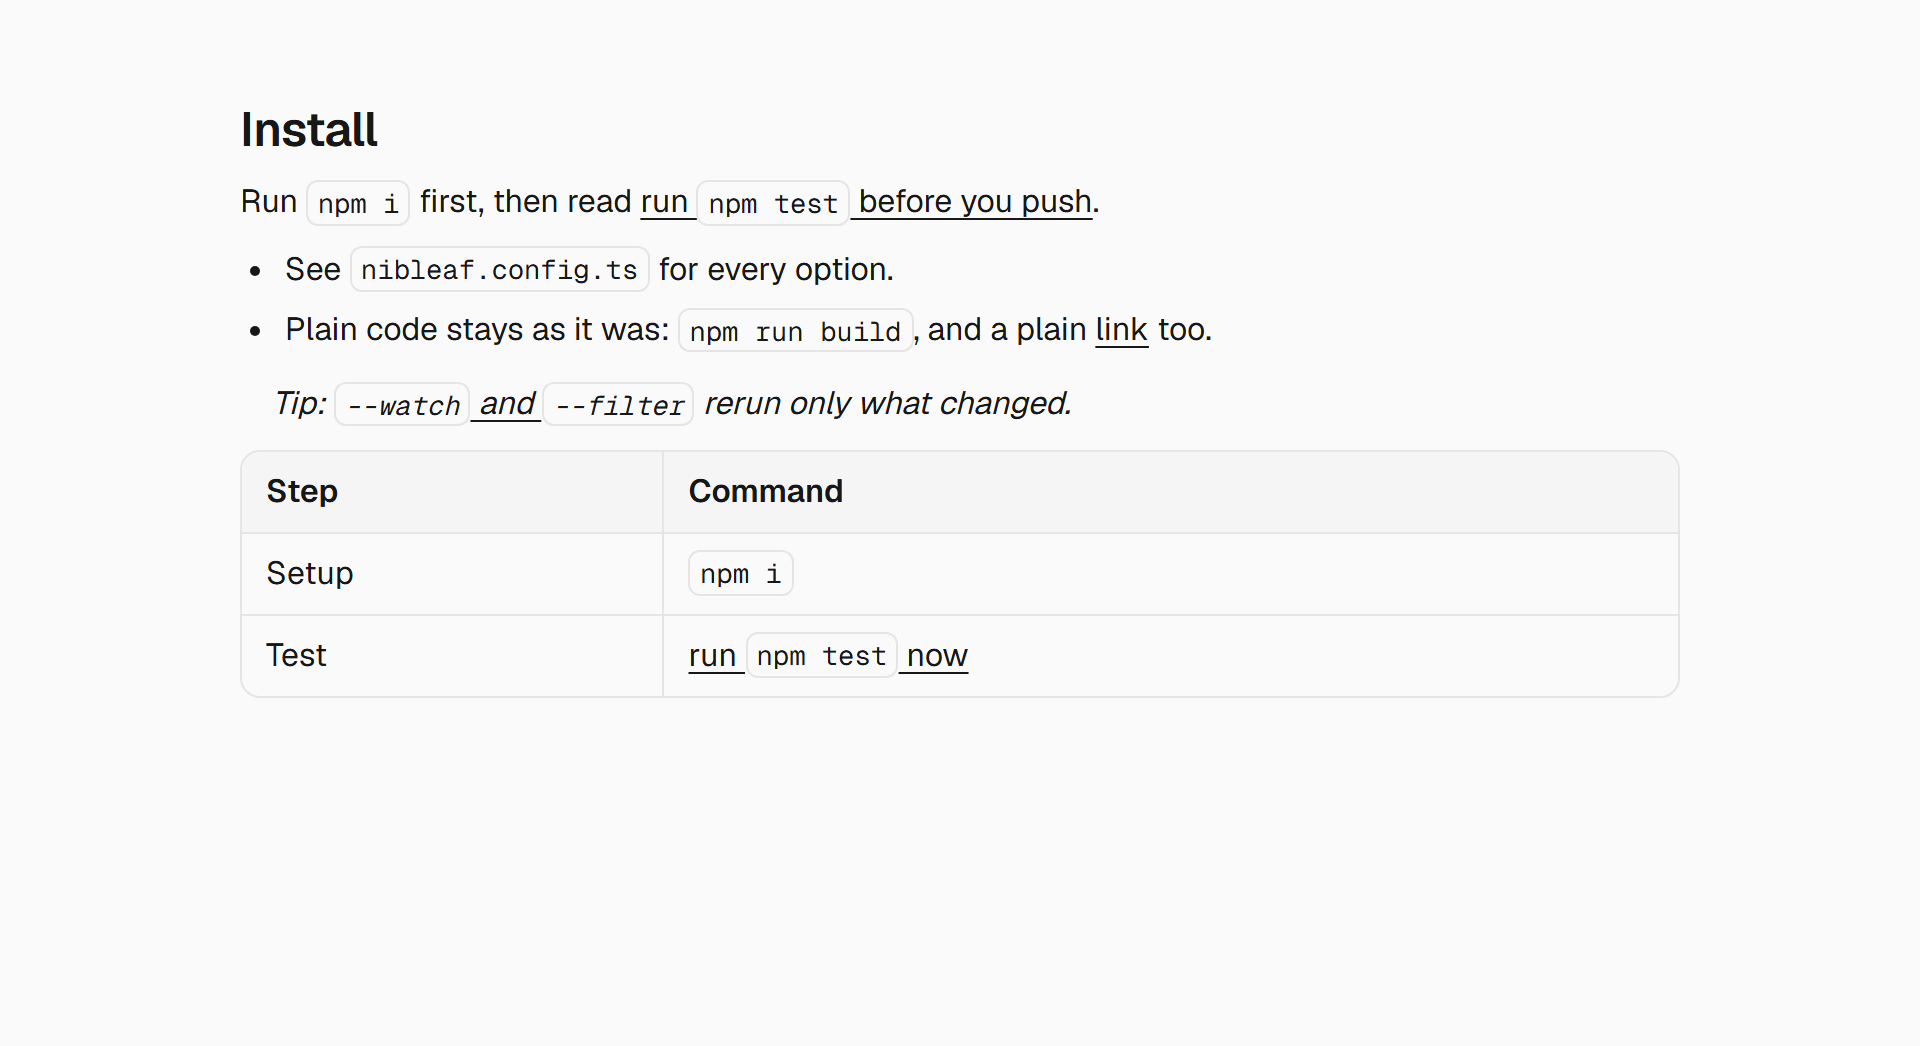 Install
Run npm i first, then read run npm test before you push.
• See nibleaf.config.ts for every option.
• Plain code stays as it was: npm run build, and a plain link too.
Tip: --watch and --filter rerun only what changed.
Step Command
Setup npm i
Test run npm test now